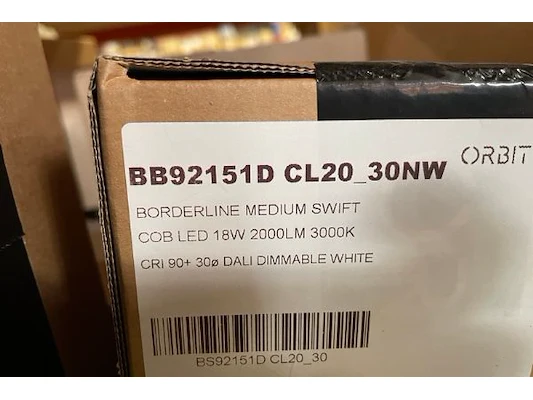 ORBIT
BB92151D CL20_30NW
BORDERLINE MEDIUM SWIFT
COB LED 18W 2000LM 3000K
CRI 90+ 30ø DALI DIMMABLE WHITE
BS92151D CL20_30